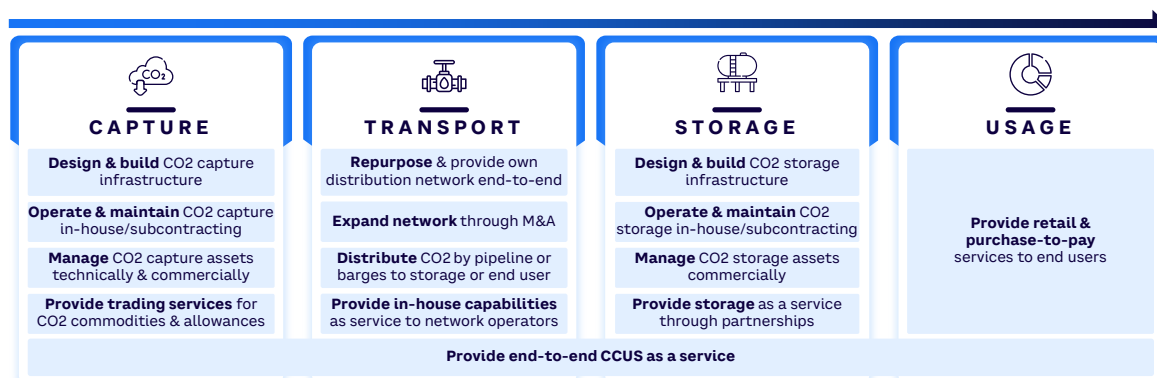 CO2
CAPTURE
Design & build CO2 capture
infrastructure
Operate & maintain CO2 capture
in-house/subcontracting
Manage CO2 capture assets
technically & commercially
Provide trading services for
CO2 commodities & allowances
TRANSPORT
Repurpose & provide own
distribution network end-to-end
Expand network through M&A
Distribute CO2 by pipeline or
barges to storage or end user
Provide in-house capabilities
as service to network operators
STORAGE
Design & build CO2 storage
infrastructure
Operate & maintain CO2
storage in-house/subcontracting
Manage CO2 storage assets
commercially
Provide storage as a service
through partnerships
USAGE
Provide retail &
purchase-to-pay
services to end users
Provide end-to-end CCUS as a service